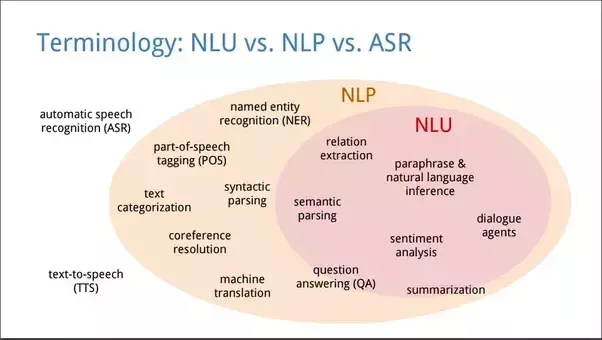 Terminology: NLU vs. NLP vs. ASR
NLP
NLU
automatic speech
recognition (ASR)
named entity
recognition (NER)
part-of-speech
tagging (POS)
relation
extraction
paraphrase &
natural language
inference
text
categorization
syntactic
parsing
semantic
parsing
dialogue
agents
coreference
resolution
sentiment
analysis
text-to-speech
(TTS)
machine
translation
question
answering (QA)
summarization